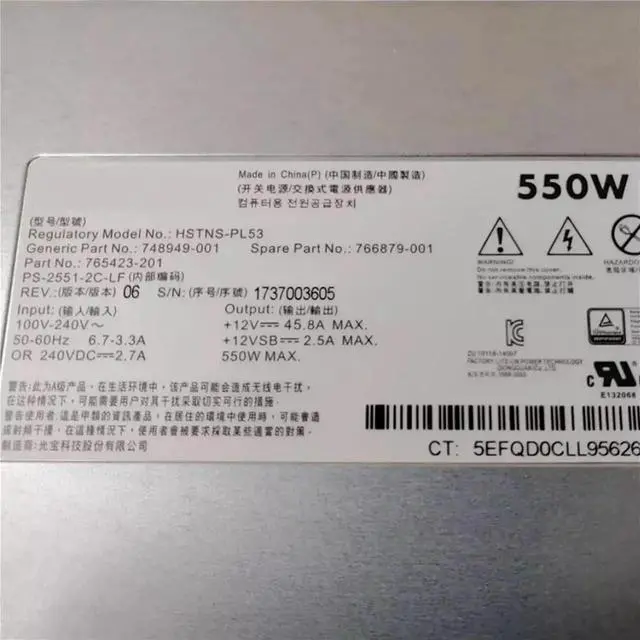 Made in China(P) (中国制造/中國製造)
(开关电源/交換式電源供應器)
컴퓨터용 전원공급장치
550W
(型号/型號)
Regulatory Model No.: HSTNS-PL53
Generic Part No.: 748949-001 Spare Part No.: 766879-001
Part No.: 765423-201
PS-2551-2C-LF (内部编码)
REV.: (版本/版本) 06 S/N: (序号/序號) 1737003605
Input: (输入/輸入) Output: (输出/輸出)
100V-240V~ +12V⎓45.8A MAX.
50-60Hz 6.7-3.3A +12VSB⎓2.5A MAX.
OR 240VDC⎓2.7A 550W MAX.
HAZARDO
警告:此为A级产品,在生活环境中,该产品可能会造成无线电干扰,
在这种情况下,可能需要用户对其干扰采取切实可行的措施!
警告使用者:這是甲類的資訊產品,在居住的環境中使用時,可能會造成射頻
干擾,在這種情況下,使用者會被要求採取某些適當的對策。
制造商:光宝科技股份有限公司
c UL US
E132068
CT: 5EFQD0CLL95626